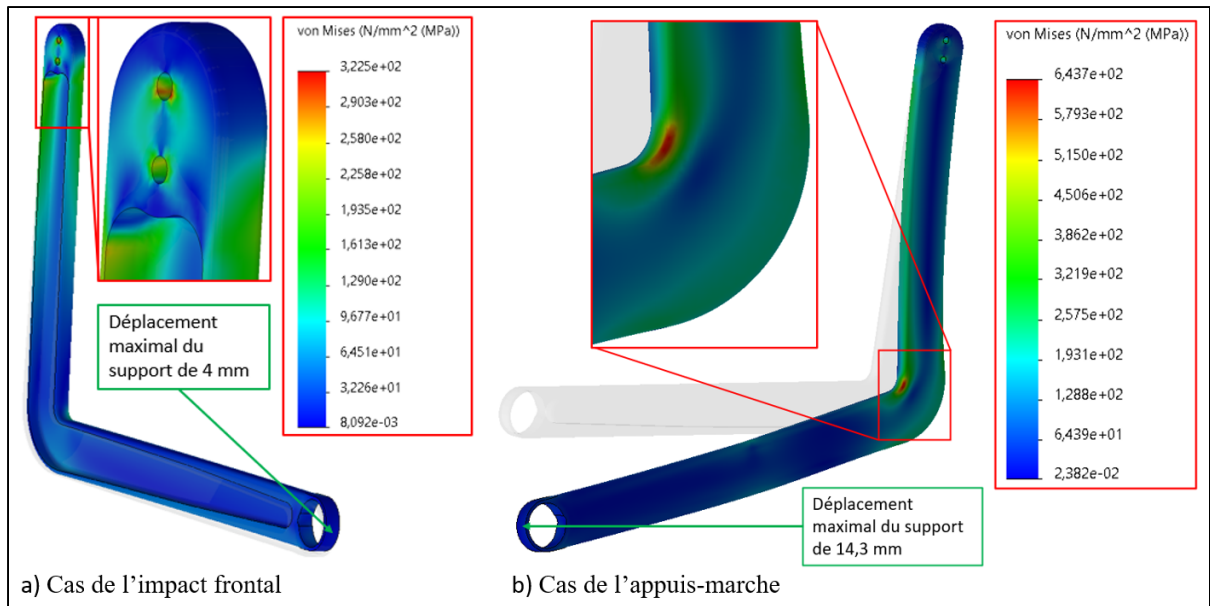 von Mises (N/mm^2 (MPa))
3,225e+02
2,903e+02
2,580e+02
2,258e+02
1,935e+02
1,613e+02
1,290e+02
9,677e+01
6,451e+01
3,226e+01
8,092e-03
Déplacement
maximal du
support de 4 mm
a) Cas de l’impact frontal
von Mises (N/mm^2 (MPa))
6,437e+02
5,793e+02
5,150e+02
4,506e+02
3,862e+02
3,219e+02
2,575e+02
1,931e+02
1,288e+02
6,439e+01
2,382e-02
Déplacement
maximal du support
de 14,3 mm
b) Cas de l’appuis-marche